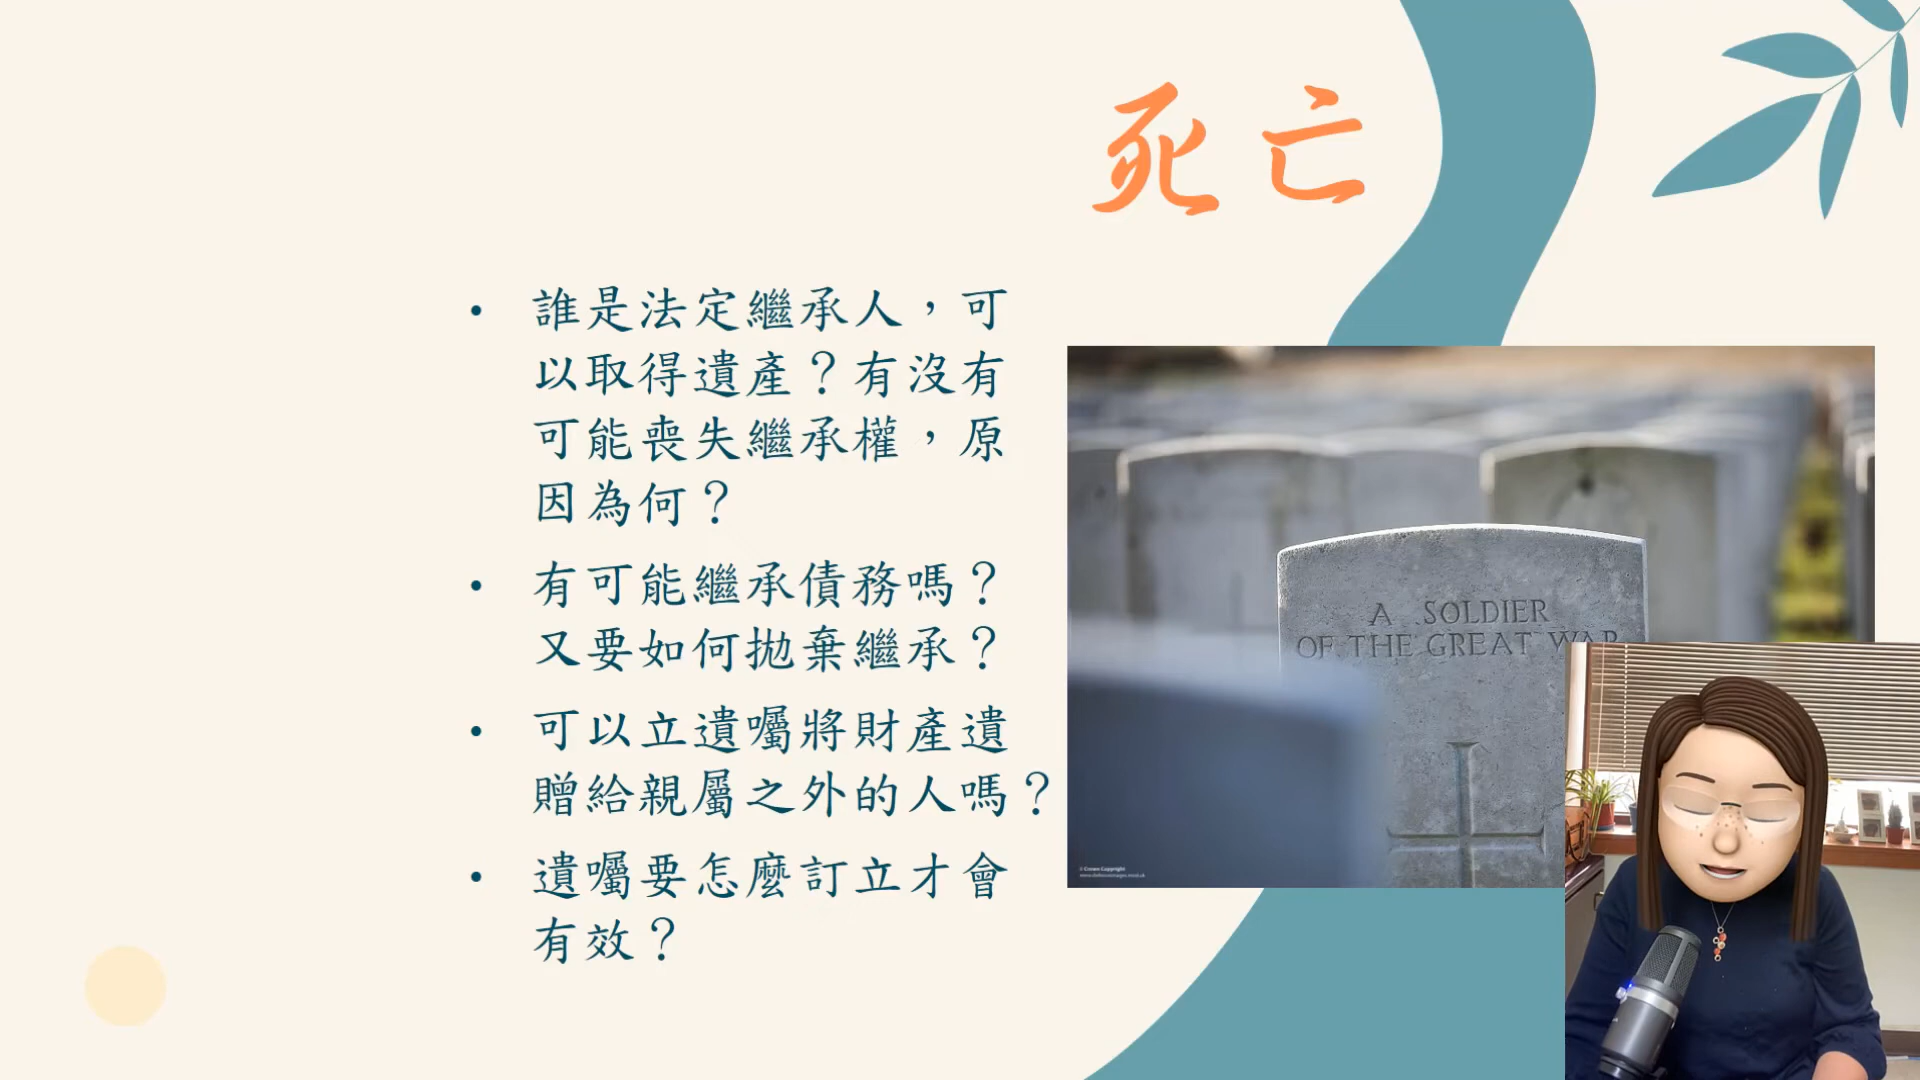 死亡
• 誰是法定繼承人，可
以取得遺產？有沒有
可能喪失繼承權，原
因為何？
• 有可能繼承債務嗎？
又要如何拋棄繼承？
• 可以立遺囑將財產遺
贈給親屬之外的人嗎？
• 遺囑要怎麼訂立才會
有效？
A SOLDIER
OF THE GREAT WAR
© Crown Copyright